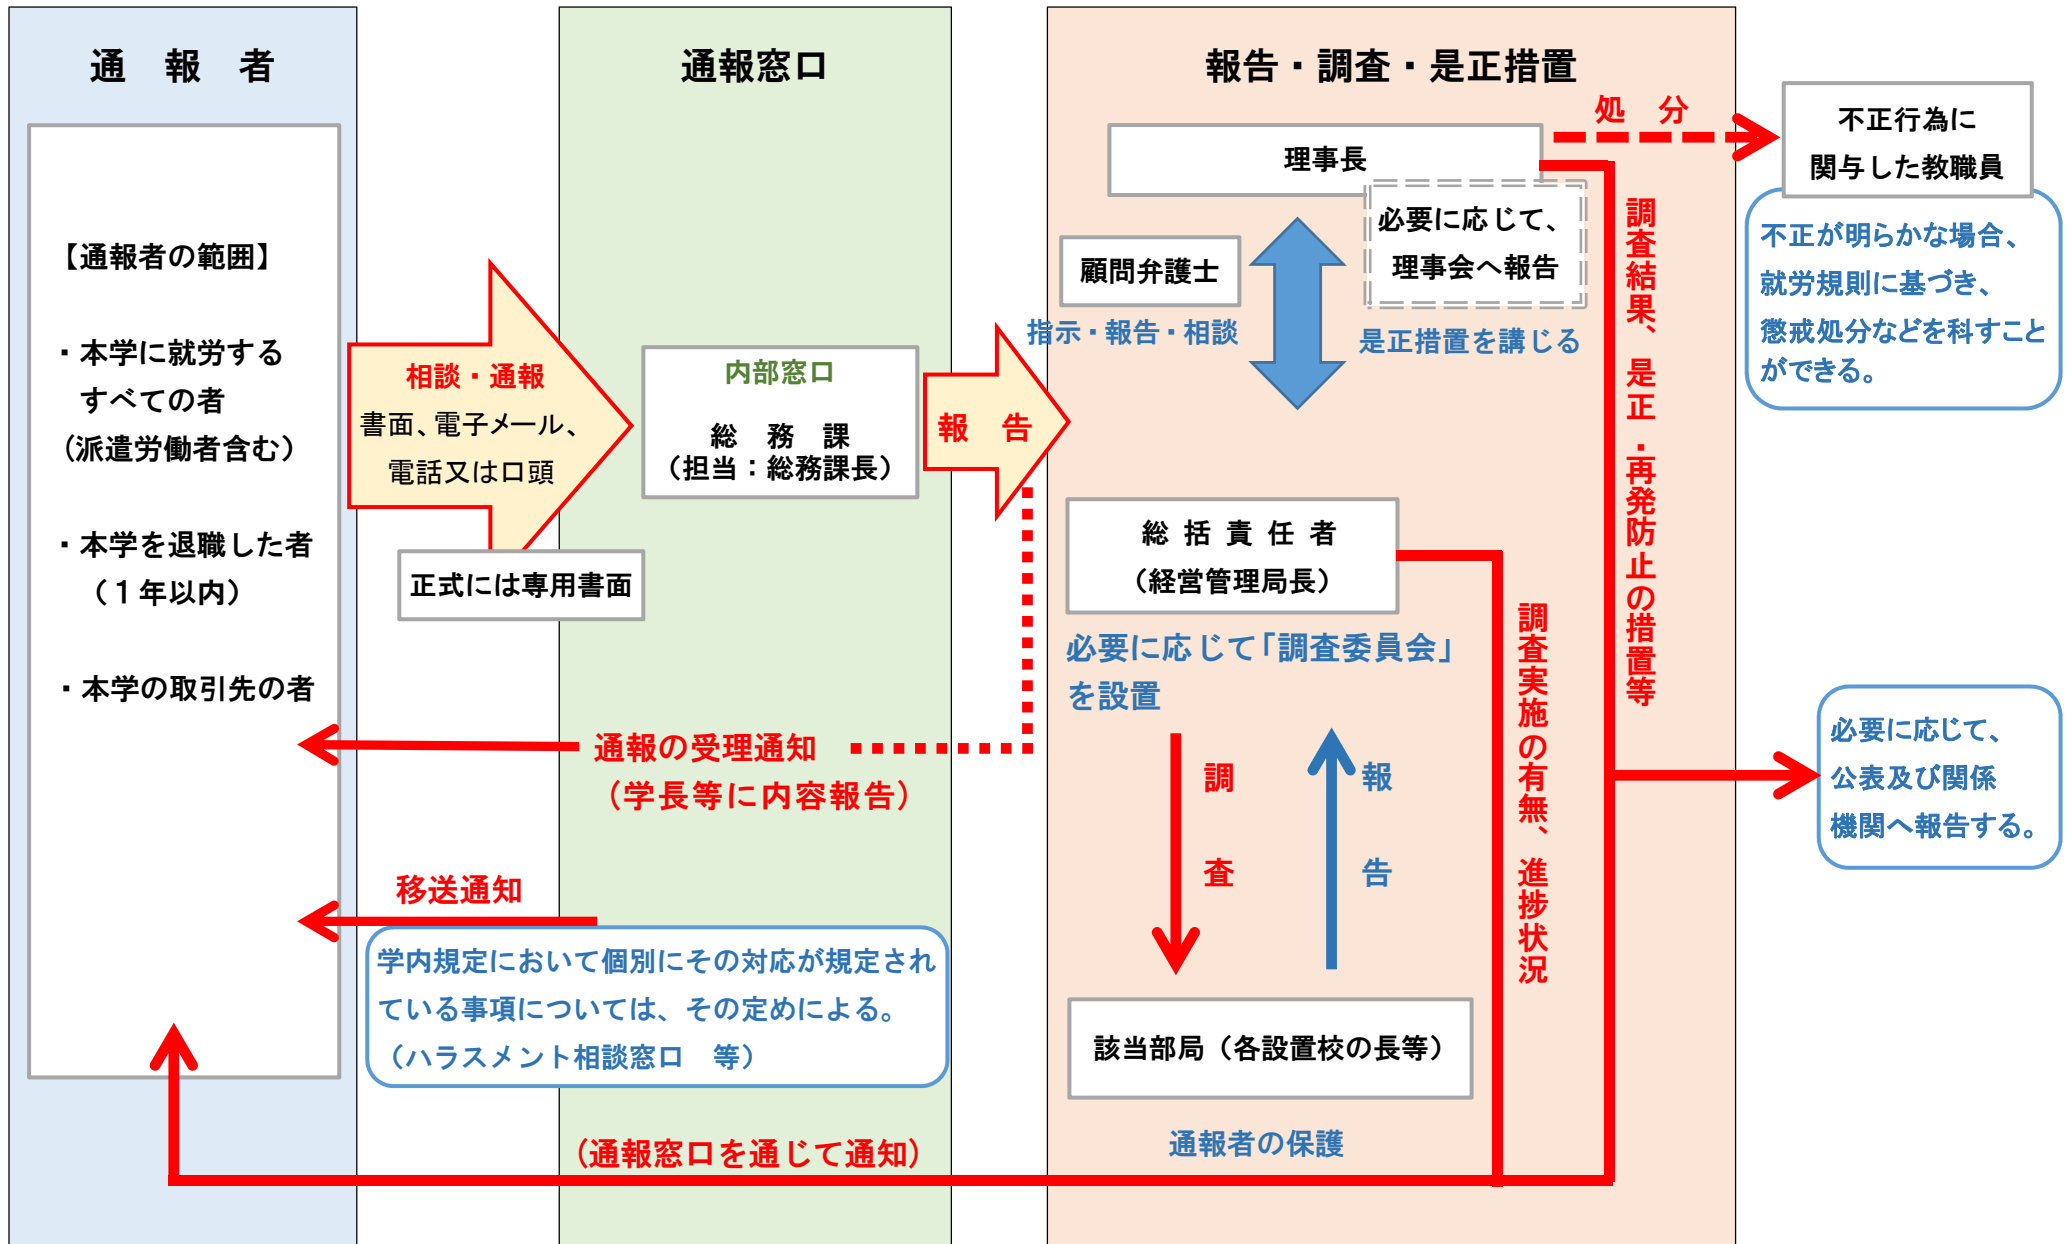 通　報　者
【通報者の範囲】
・本学に就労する
すべての者
（派遣労働者含む）
・本学を退職した者
（１年以内）
・本学の取引先の者
相談・通報
書面、電子メール、
電話又は口頭
正式には専用書面
通報窓口
内部窓口
総　務　課
（担当：総務課長）
報　告
通報の受理通知
（学長等に内容報告）
移送通知
学内規定において個別にその対応が規定され
ている事項については、その定めによる。
（ハラスメント相談窓口　等）
（通報窓口を通じて通知）
報告・調査・是正措置
理事長
必要に応じて、
理事会へ報告
顧問弁護士
指示・報告・相談
是正措置を講じる
総 括 責 任 者
（経営管理局長）
必要に応じて「調査委員会」
を設置
調　査
報　告
該当部局（各設置校の長等）
通報者の保護
調査実施の有無、進捗状況
調査結果、是正・再発防止の措置等
処　分
不正行為に
関与した教職員
不正が明らかな場合、
就労規則に基づき、
懲戒処分などを科すこと
ができる。
必要に応じて、
公表及び関係
機関へ報告する。